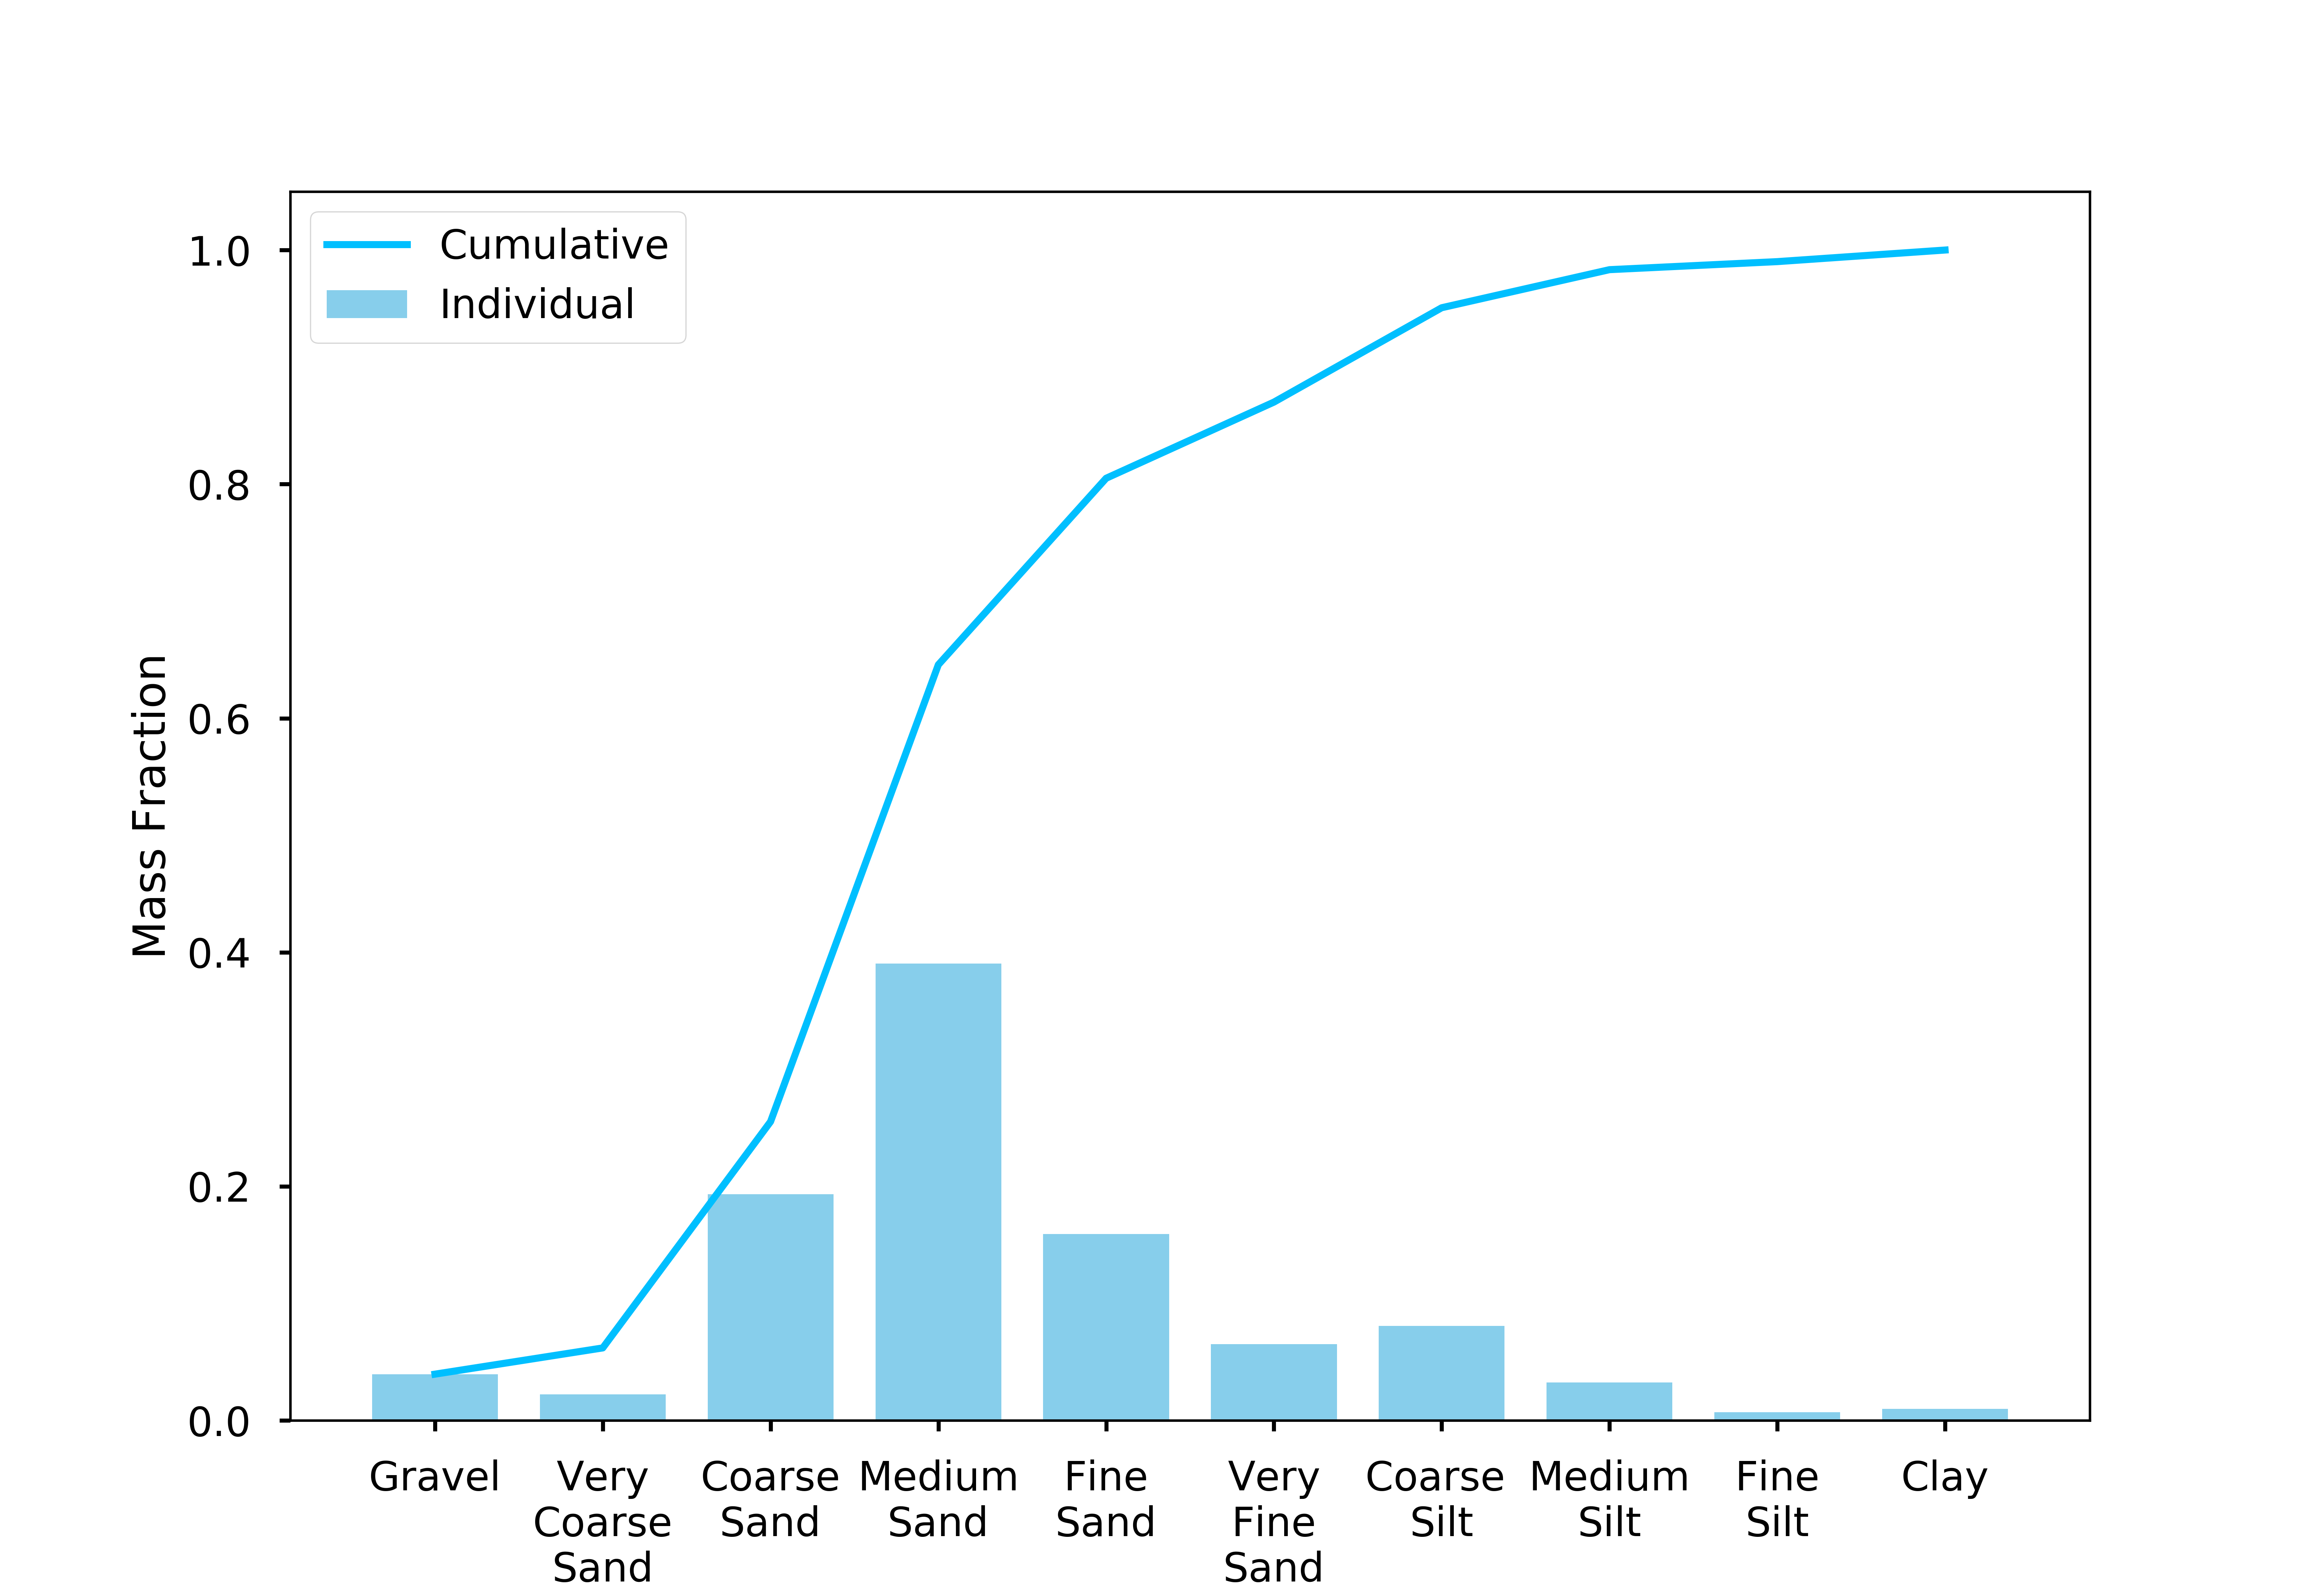 Cumulative
Individual
Mass Fraction
1.0
0.8
0.6
0.4
0.2
0.0
Gravel
Very
Coarse
Sand
Coarse
Sand
Medium
Sand
Fine
Sand
Very
Fine
Sand
Coarse
Silt
Medium
Silt
Fine
Silt
Clay